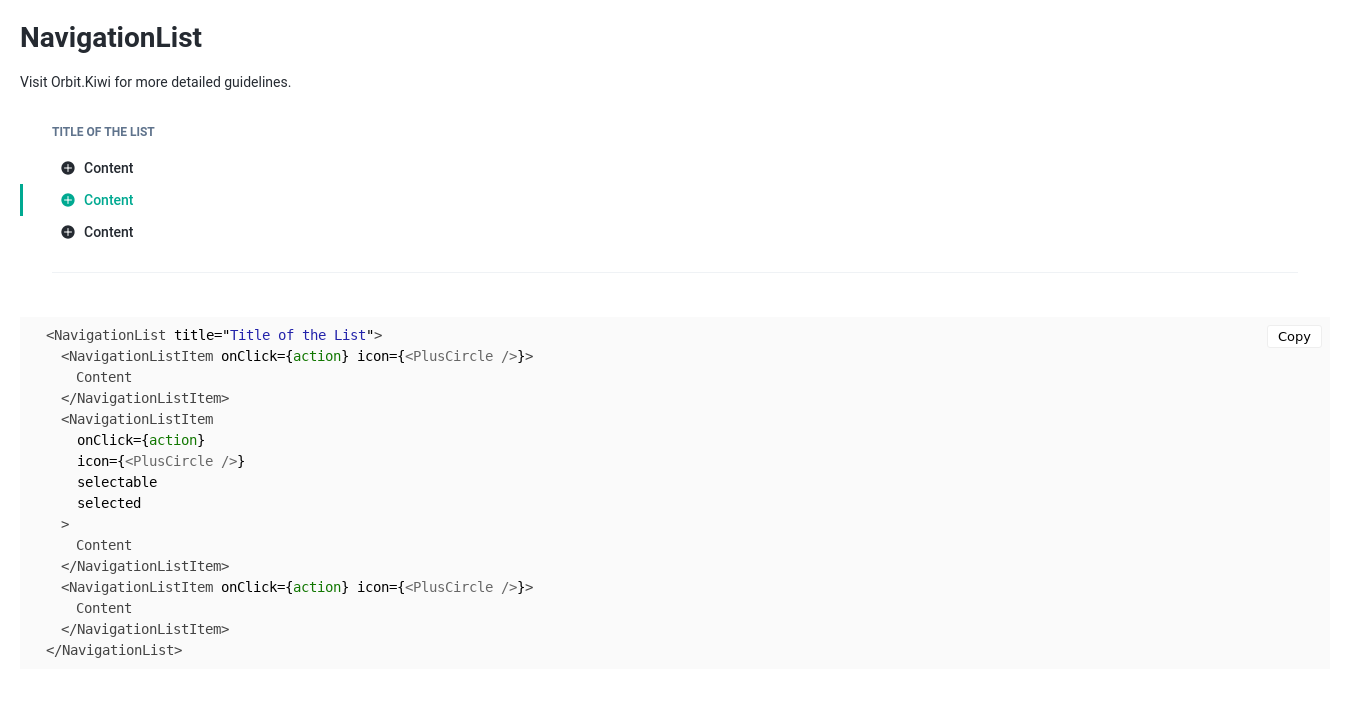 NavigationList
Visit Orbit.Kiwi for more detailed guidelines.
TITLE OF THE LIST
Content
Content
Content
Copy
<NavigationList title="Title of the List">
  <NavigationListItem onClick={action} icon={<PlusCircle />}>
    Content
  </NavigationListItem>
  <NavigationListItem
    onClick={action}
    icon={<PlusCircle />}
    selectable
    selected
  >
    Content
  </NavigationListItem>
  <NavigationListItem onClick={action} icon={<PlusCircle />}>
    Content
  </NavigationListItem>
</NavigationList>